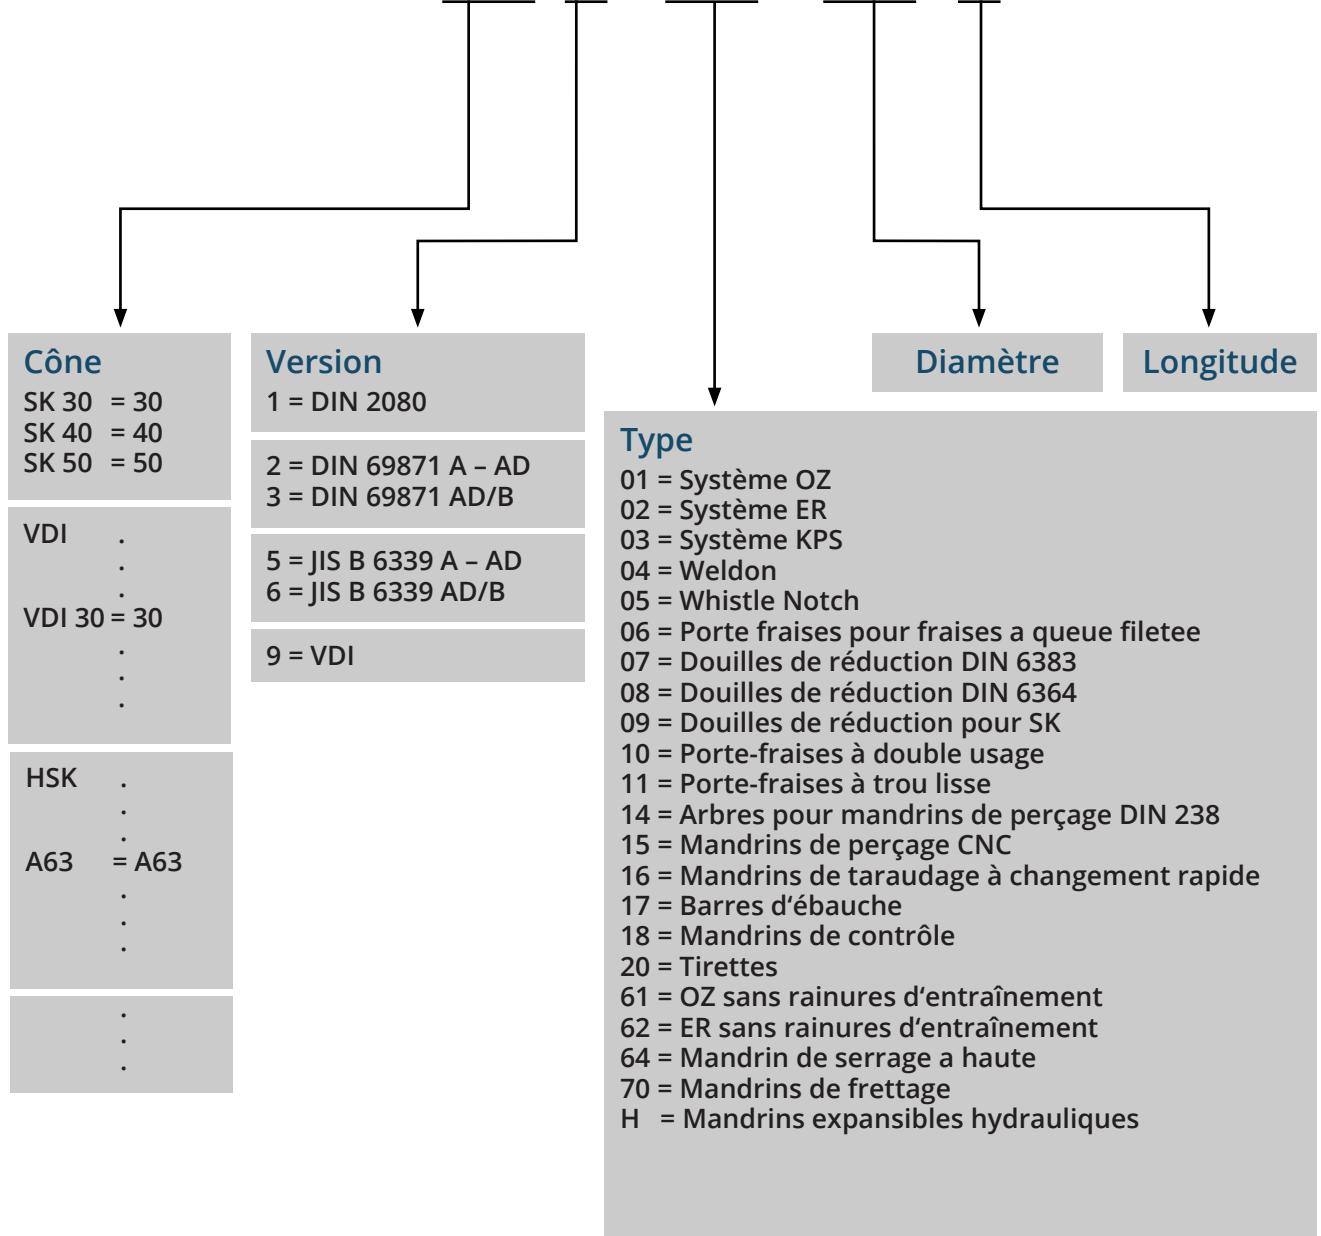 Cône
SK 30 = 30
SK 40 = 40
SK 50 = 50
VDI .
.
.
VDI 30 = 30
.
.
.
HSK .
.
.
A63 = A63
.
.
.
.
.
.
Version
1 = DIN 2080
2 = DIN 69871 A – AD
3 = DIN 69871 AD/B
5 = JIS B 6339 A – AD
6 = JIS B 6339 AD/B
9 = VDI
Type
01 = Système OZ
02 = Système ER
03 = Système KPS
04 = Weldon
05 = Whistle Notch
06 = Porte fraises pour fraises a queue filetee
07 = Douilles de réduction DIN 6383
08 = Douilles de réduction DIN 6364
09 = Douilles de réduction pour SK
10 = Porte-fraises à double usage
11 = Porte-fraises à trou lisse
14 = Arbres pour mandrins de perçage DIN 238
15 = Mandrins de perçage CNC
16 = Mandrins de taraudage à changement rapide
17 = Barres d‘ébauche
18 = Mandrins de contrôle
20 = Tirettes
61 = OZ sans rainures d‘entraînement
62 = ER sans rainures d‘entraînement
64 = Mandrin de serrage a haute
70 = Mandrins de frettage
H = Mandrins expansibles hydrauliques
Diamètre
Longitude